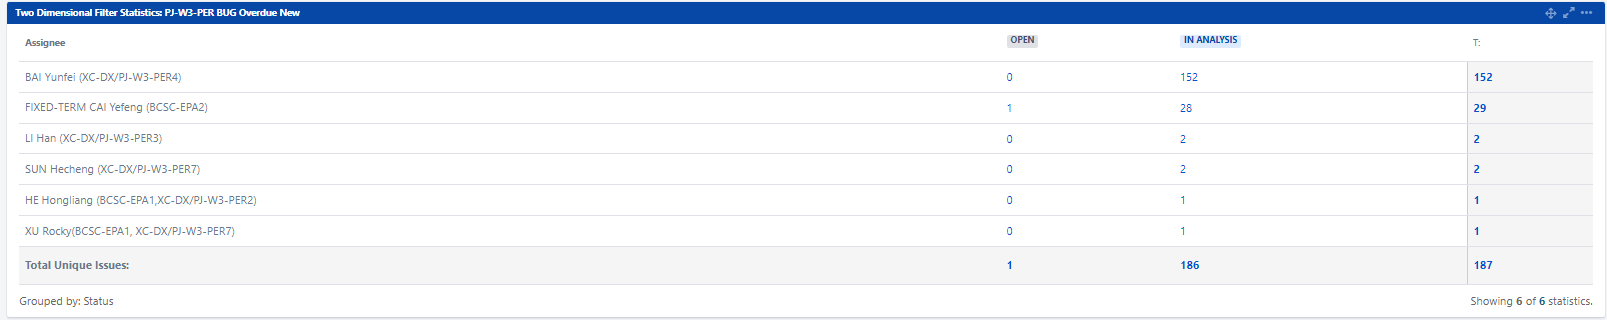 Two Dimensional Filter Statistics: PJ-W3-PER BUG Overdue New
Assignee OPEN IN ANALYSIS T:
BAI Yunfei (XC-DX/PJ-W3-PER4) 0 152 152
FIXED-TERM CAI Yefeng (BCSC-EPA2) 1 28 29
LI Han (XC-DX/PJ-W3-PER3) 0 2 2
SUN Hecheng (XC-DX/PJ-W3-PER7) 0 2 2
HE Hongliang (BCSC-EPA1,XC-DX/PJ-W3-PER2) 0 1 1
XU Rocky(BCSC-EPA1, XC-DX/PJ-W3-PER7) 0 1 1
Total Unique Issues: 1 186 187
Grouped by: Status Showing 6 of 6 statistics.